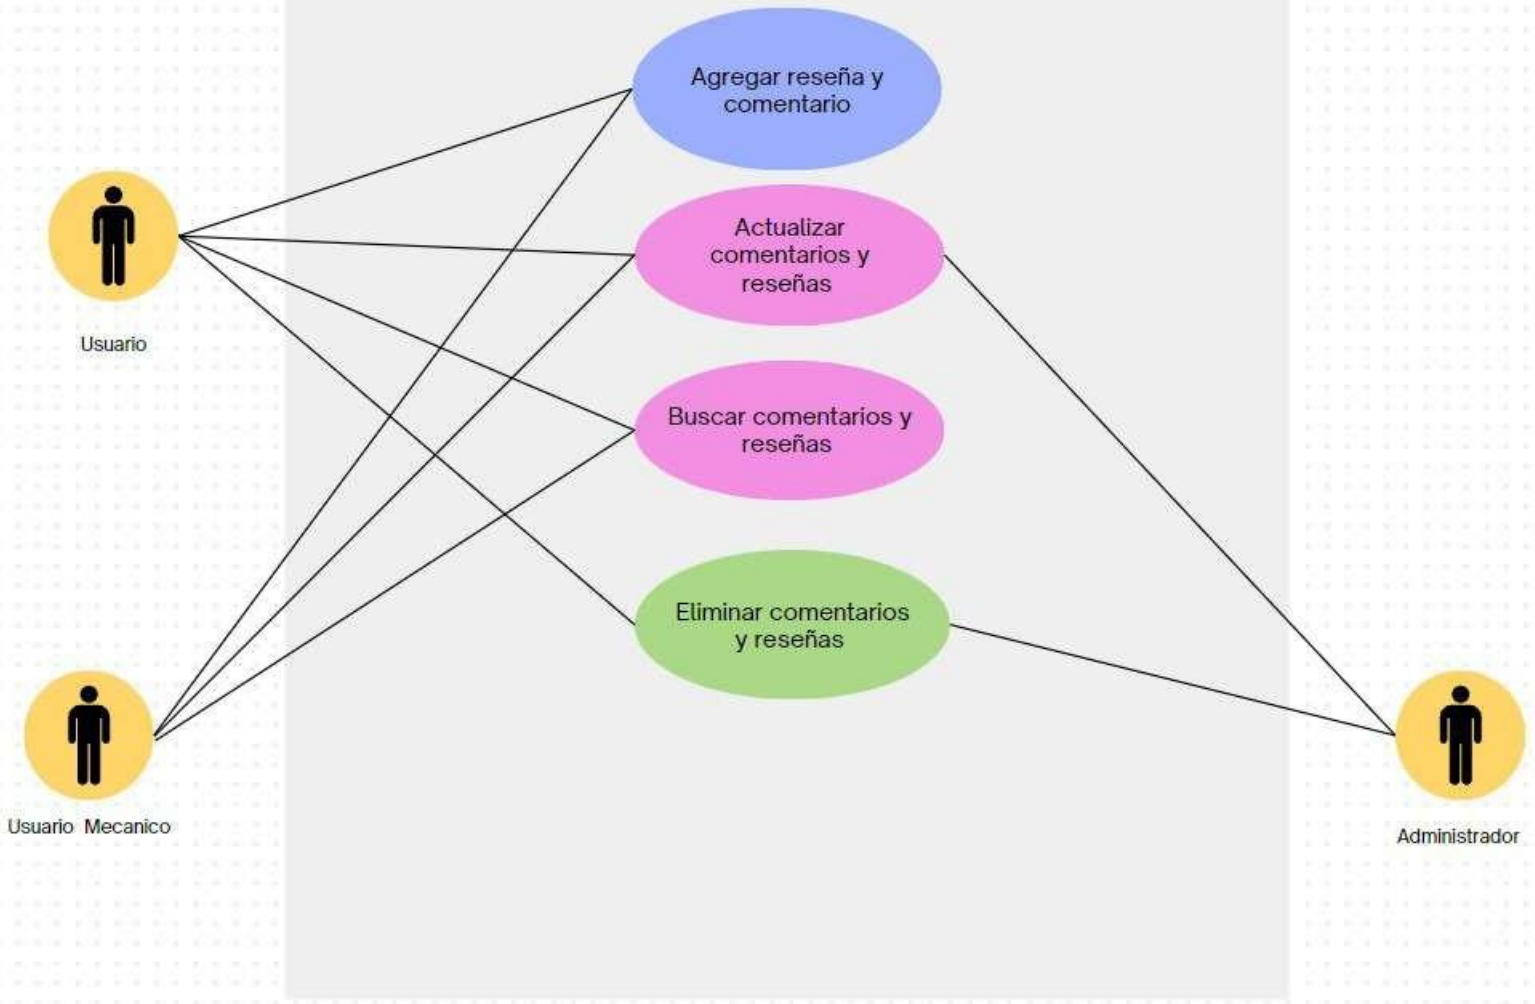 Agregar reseña y
comentario
Actualizar
comentarios y
reseñas
Usuario
Buscar comentarios y
reseñas
Eliminar comentarios
y reseñas
Usuario Mecanico
Administrador